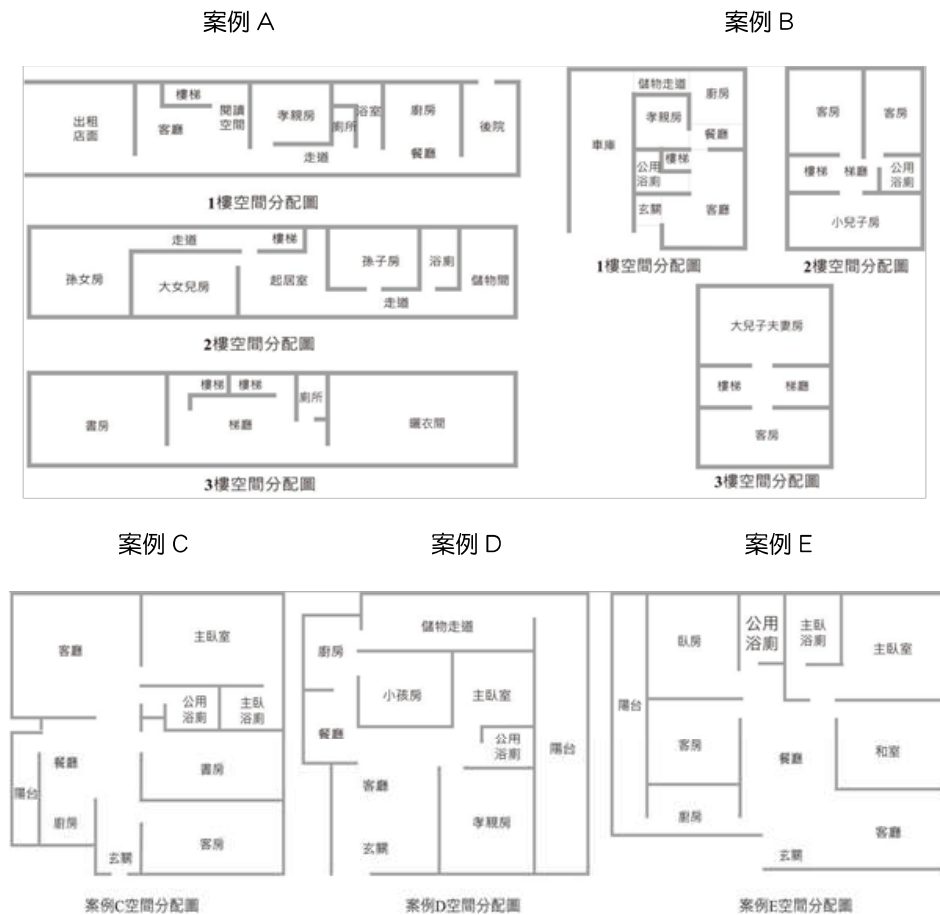 案例 A
案例 B
出租
店面
樓梯
客廳
閱讀
空間
孝親房
廁所
浴室
廚房
餐廳
後院
走道
1樓空間分配圖
孫女房
走道
大女兒房
樓梯
起居室
孫子房
浴廁
走道
儲物間
2樓空間分配圖
書房
樓梯
樓梯
梯廳
廁所
曬衣間
3樓空間分配圖
車庫
儲物走道
孝親房
廚房
餐廳
樓梯
公用
浴廁
玄關
客廳
1樓空間分配圖
客房
客房
樓梯
梯廳
公用
浴廁
小兒子房
2樓空間分配圖
大兒子夫妻房
樓梯
梯廳
客房
3樓空間分配圖
案例 C
案例 D
案例 E
客廳
主臥室
公用
浴廁
主臥
浴廁
餐廳
陽台
廚房
書房
玄關
客房
案例C空間分配圖
儲物走道
廚房
小孩房
主臥室
餐廳
公用
浴廁
陽台
客廳
孝親房
玄關
案例D空間分配圖
臥房
公用
浴廁
主臥
浴廁
主臥室
陽台
客房
餐廳
和室
廚房
客廳
玄關
案例E空間分配圖